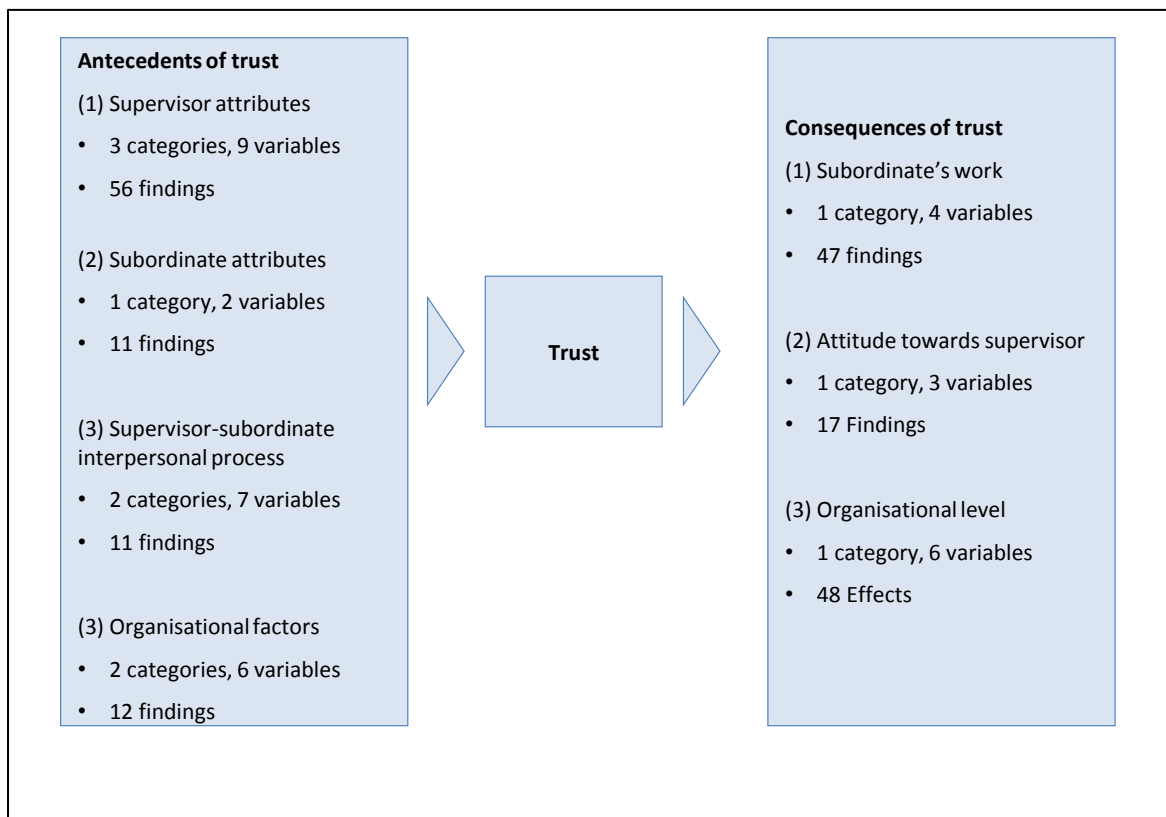 Antecedents of trust
(1) Supervisor attributes
• 3 categories, 9 variables
• 56 findings
(2) Subordinate attributes
• 1 category, 2 variables
• 11 findings
(3) Supervisor-subordinate
interpersonal process
• 2 categories, 7 variables
• 11 findings
(3) Organisational factors
• 2 categories, 6 variables
• 12 findings
Trust
Consequences of trust
(1) Subordinate's work
• 1 category, 4 variables
• 47 findings
(2) Attitude towards supervisor
• 1 category, 3 variables
• 17 Findings
(3) Organisational level
• 1 category, 6 variables
• 48 Effects